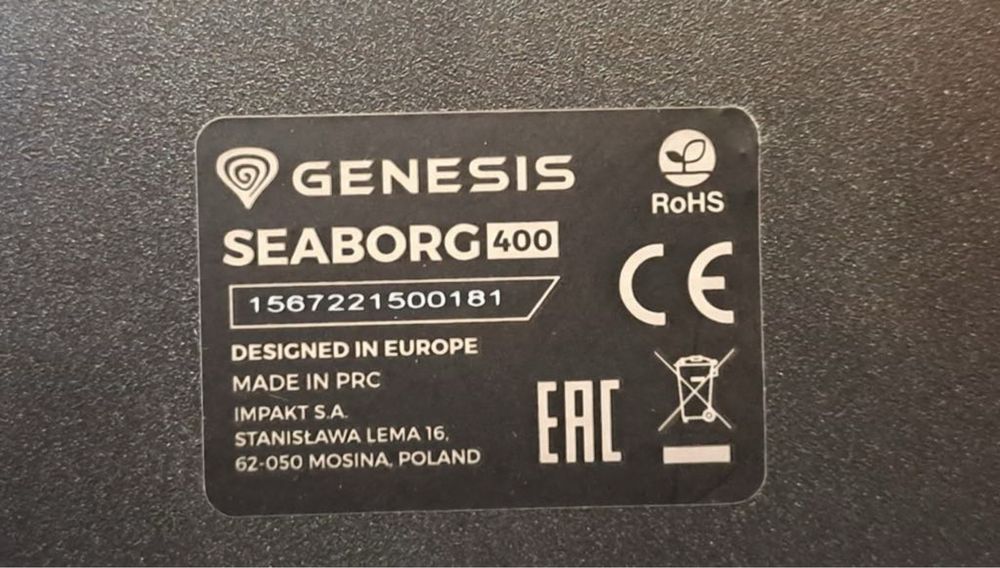 GENESIS
RoHS
SEABORG 400
1567221500181
CE
DESIGNED IN EUROPE
MADE IN PRC
IMPAKT S.A.
STANISŁAWA LEMA 16,
62-050 MOSINA, POLAND
EAC